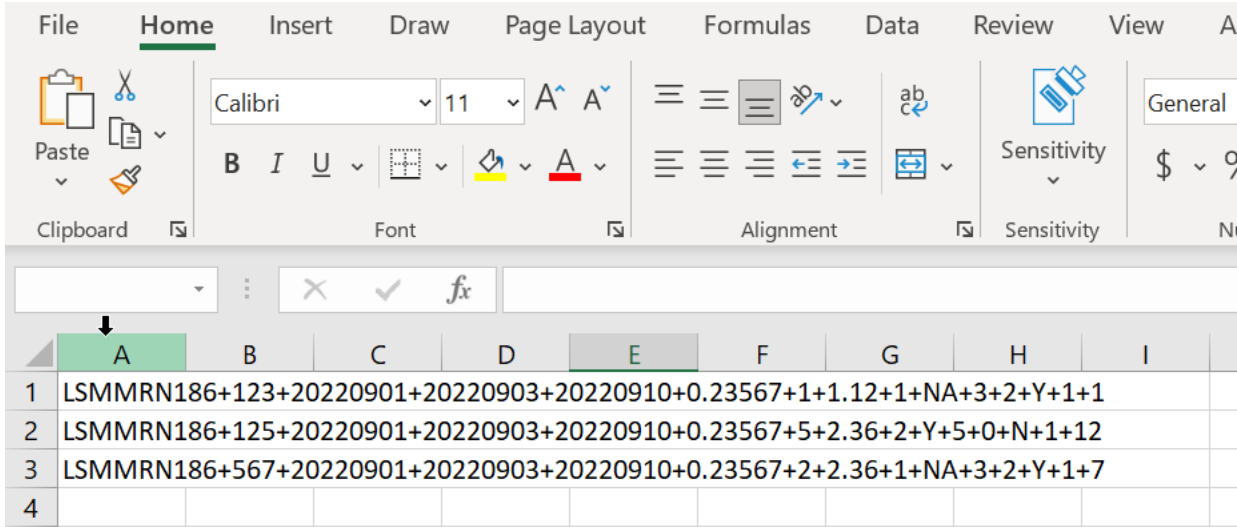 File Home Insert Draw Page Layout Formulas Data Review View A
Calibri 11 A A ab c General
Paste B I U A Sensitivity $ %
Clipboard Font Alignment Sensitivity Nu
fx
A B C D E F G H I
1 LSMMRN186+123+20220901+20220903+20220910+0.23567+1+1.12+1+NA+3+2+Y+1+1
2 LSMMRN186+125+20220901+20220903+20220910+0.23567+5+2.36+2+Y+5+0+N+1+12
3 LSMMRN186+567+20220901+20220903+20220910+0.23567+2+2.36+1+NA+3+2+Y+1+7
4